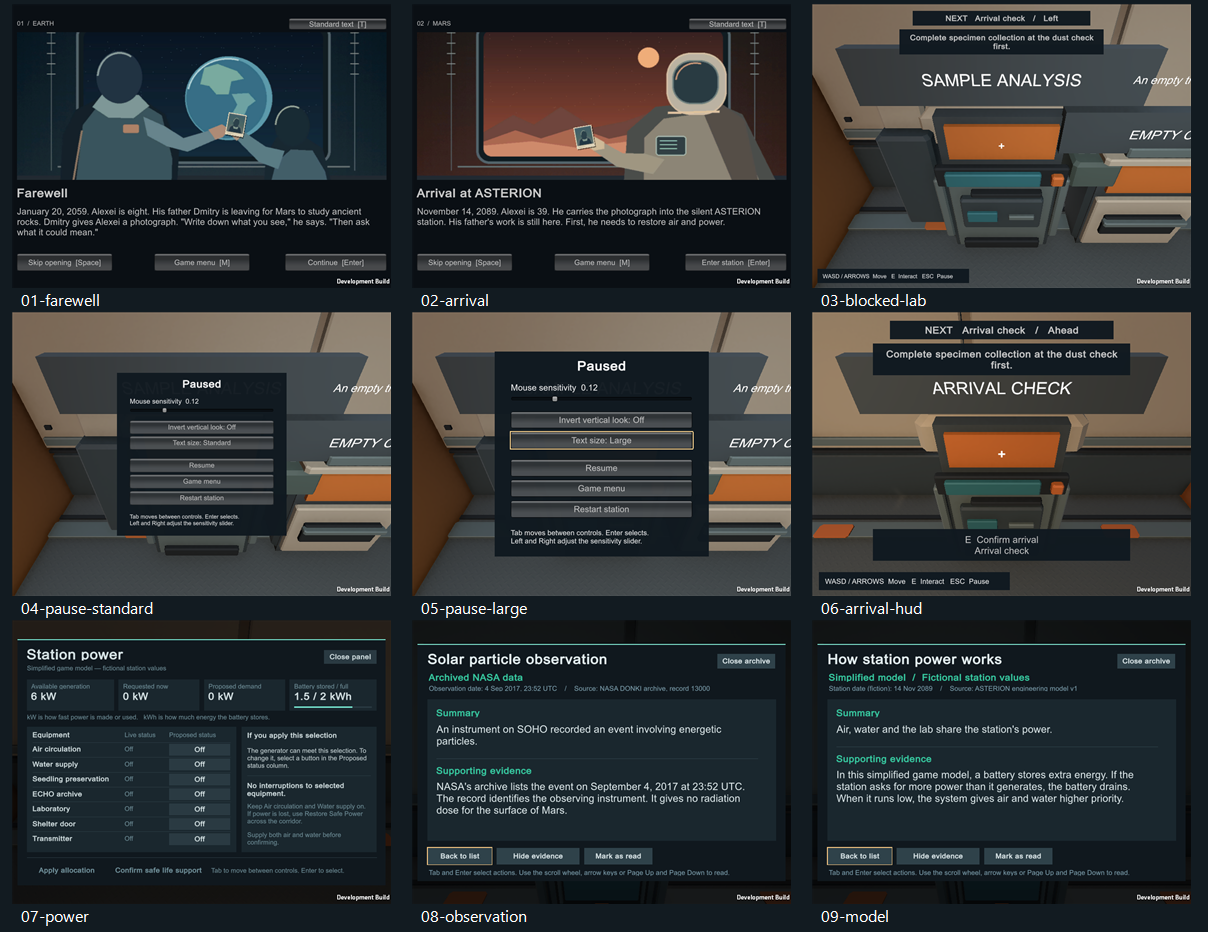 01 / EARTH
Standard text [T]
Farewell
January 20, 2059. Alexei is eight. His father Dmitry is leaving for Mars to study ancient
rocks. Dmitry gives Alexei a photograph. "Write down what you see," he says. "Then ask
what it could mean."
Skip opening [Space]
Game menu [M]
Continue [Enter]
Development Build
01-farewell
02 / MARS
Standard text [T]
Arrival at ASTERION
November 14, 2089. Alexei is 39. He carries the photograph into the silent ASTERION
station. His father's work is still here. First, he needs to restore air and power.
Skip opening [Space]
Game menu [M]
Enter station [Enter]
Development Build
02-arrival
NEXT Arrival check / Left
Complete specimen collection at the dust check
first.
SAMPLE ANALYSIS
An empty t
EMPTY C
WASD / ARROWS Move E Interact ESC Pause
Development Build
03-blocked-lab
SAMPLE ANALYSIS
An empty t
EMPTY C
Paused
Mouse sensitivity 0.12
Invert vertical look: Off
Text size: Standard
Resume
Game menu
Restart station
Tab moves between controls. Enter selects.
Left and Right adjust the sensitivity slider.
Development Build
04-pause-standard
An empty t
EMPTY C
Paused
Mouse sensitivity 0.12
Invert vertical look: Off
Text size: Large
Resume
Game menu
Restart station
Tab moves between controls. Enter selects.
Left and Right adjust the sensitivity slider.
Development Build
05-pause-large
NEXT Arrival check / Ahead
Complete specimen collection at the dust check
first.
ARRIVAL CHECK
E Confirm arrival
Arrival check
WASD / ARROWS Move E Interact ESC Pause
Development Build
06-arrival-hud
Station power
Close panel
Simplified game model — fictional station values
Available generation
6 kW
Requested now
0 kW
Proposed demand
0 kW
Battery stored / full
1.5 / 2 kWh
kW is how fast power is made or used. kWh is how much energy the battery stores.
Equipment Live status Proposed status
Air circulation Off Off
Water supply Off Off
Seedling preservation Off Off
ECHO archive Off Off
Laboratory Off Off
Shelter door Off Off
Transmitter Off Off
If you apply this selection
The generator can meet this selection. To
change it, select a button in the Proposed
status column.
No interruptions to selected
equipment.
Keep Air circulation and Water supply on.
If power is lost, use Restore Safe Power
across the corridor.
Supply both air and water before
confirming.
Apply allocation
Confirm safe life support
Tab to move between controls. Enter to select.
Development Build
07-power
Solar particle observation
Close archive
Archived NASA data
Observation date: 4 Sep 2017, 23:52 UTC / Source: NASA DONKI archive, record 13000
Summary
An instrument on SOHO recorded an event involving energetic
particles.
Supporting evidence
NASA's archive lists the event on September 4, 2017 at 23:52 UTC.
The record identifies the observing instrument. It gives no radiation
dose for the surface of Mars.
Back to list
Hide evidence
Mark as read
Tab and Enter select actions. Use the scroll wheel, arrow keys or Page Up and Page Down to read.
Development Build
08-observation
How station power works
Close archive
Simplified model / Fictional station values
Station date (fiction): 14 Nov 2089 / Source: ASTERION engineering model v1
Summary
Air, water and the lab share the station's power.
Supporting evidence
In this simplified game model, a battery stores extra energy. If the
station asks for more power than it generates, the battery drains.
When it runs low, the system gives air and water higher priority.
Back to list
Hide evidence
Mark as read
Tab and Enter select actions. Use the scroll wheel, arrow keys or Page Up and Page Down to read.
Development Build
09-model